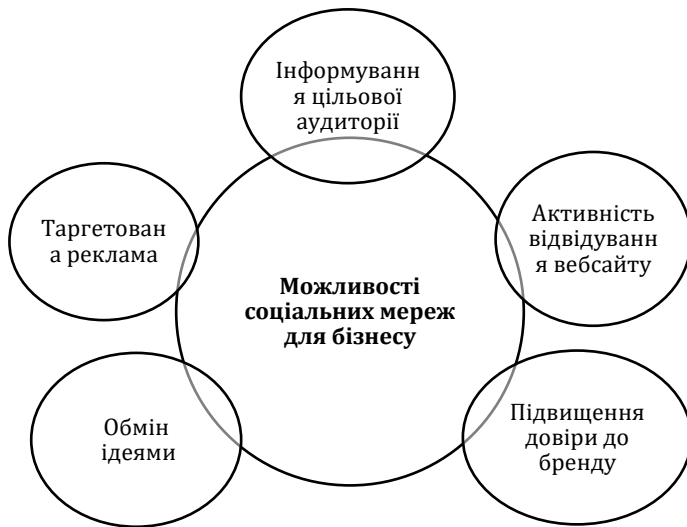 Інформуванн
я цільової
аудиторії
Таргетован
а реклама
Активність
відвідуванн
я вебсайту
Можливості
соціальних мереж
для бізнесу
Обмін
ідеями
Підвищення
довіри до
бренду